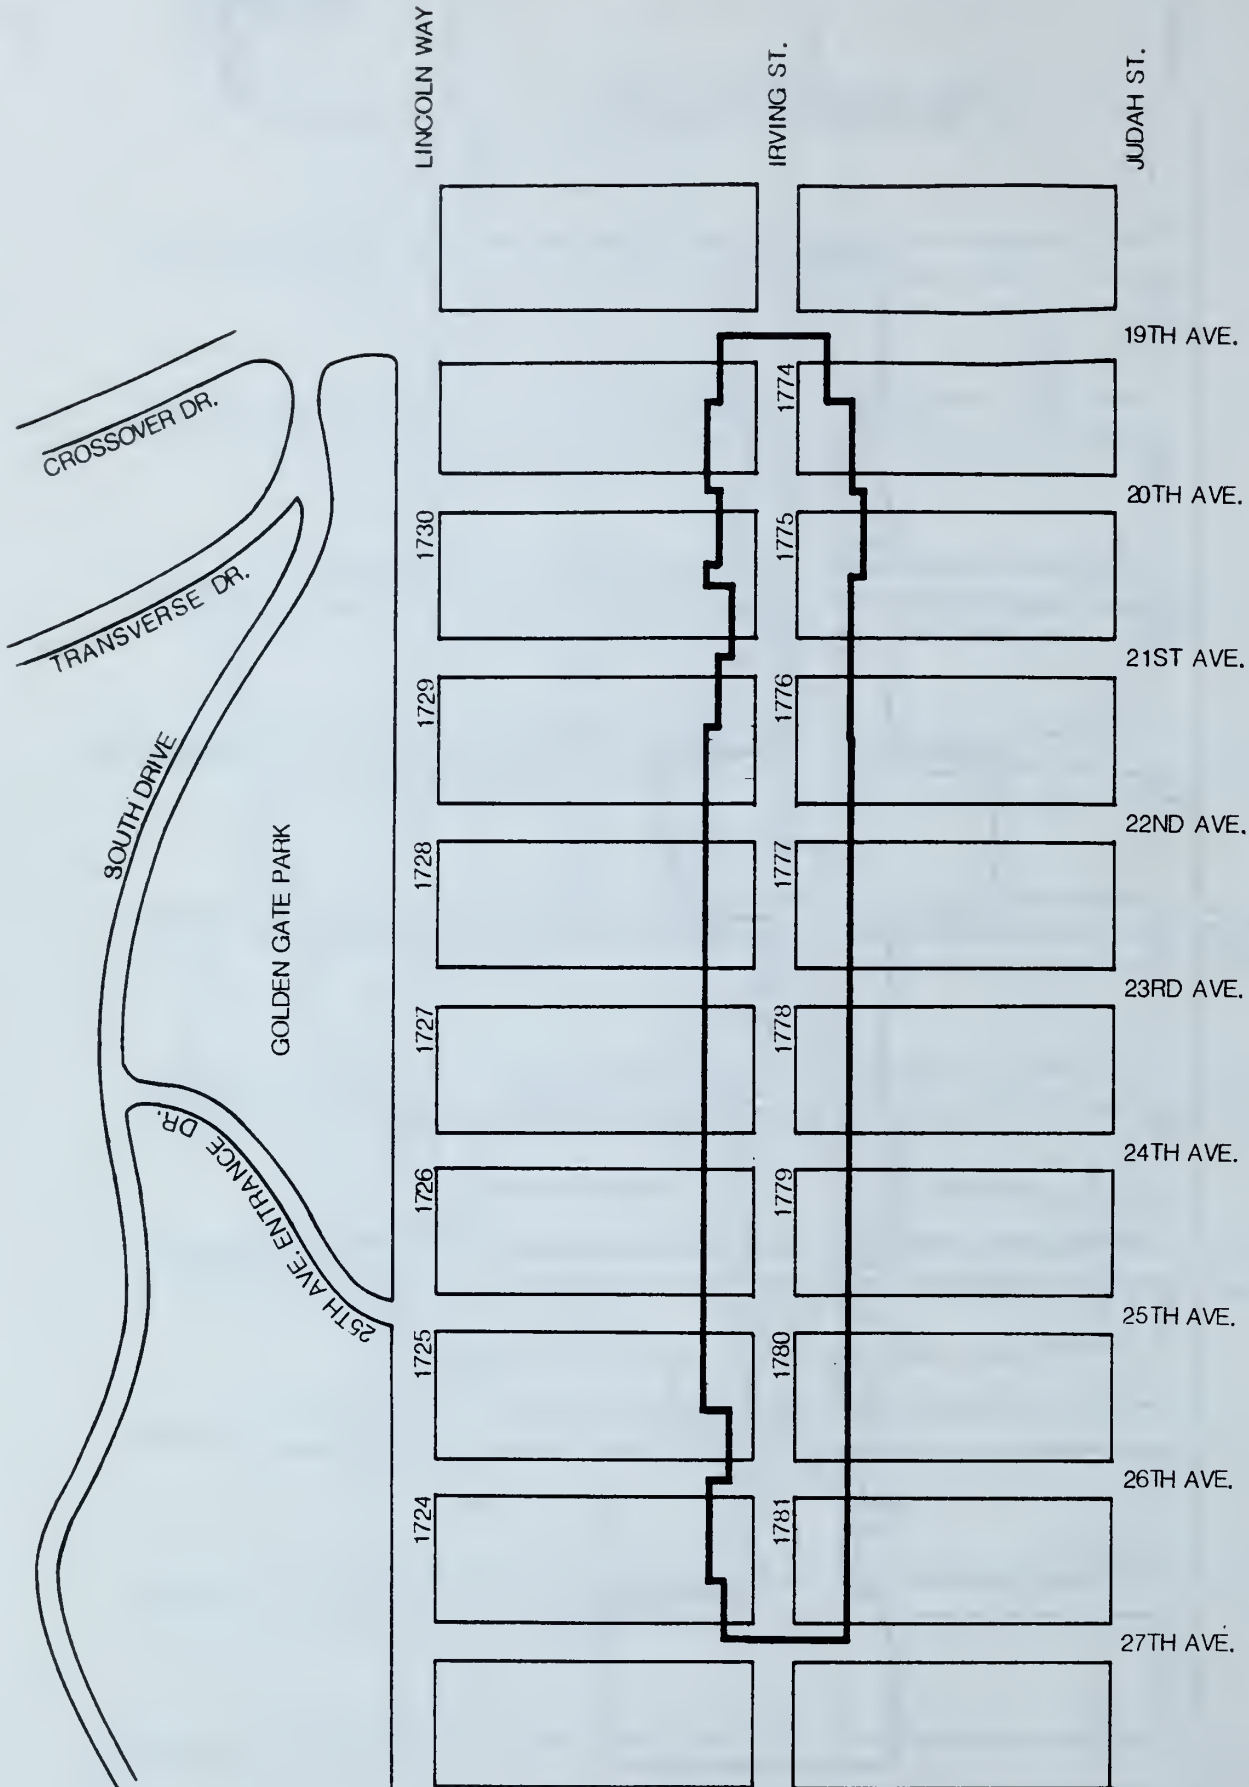 LINCOLN WAY
IRVING ST.
JUDAH ST.
19TH AVE.
CROSSOVER DR.
1774
20TH AVE.
1730
1775
TRANSVERSE DR.
21ST AVE.
1729
1776
SOUTH DRIVE
22ND AVE.
GOLDEN GATE PARK
1728
1777
23RD AVE.
1727
1778
25TH AVE. ENTRANCE DR.
24TH AVE.
1726
1779
25TH AVE.
1725
1780
26TH AVE.
1724
1781
27TH AVE.